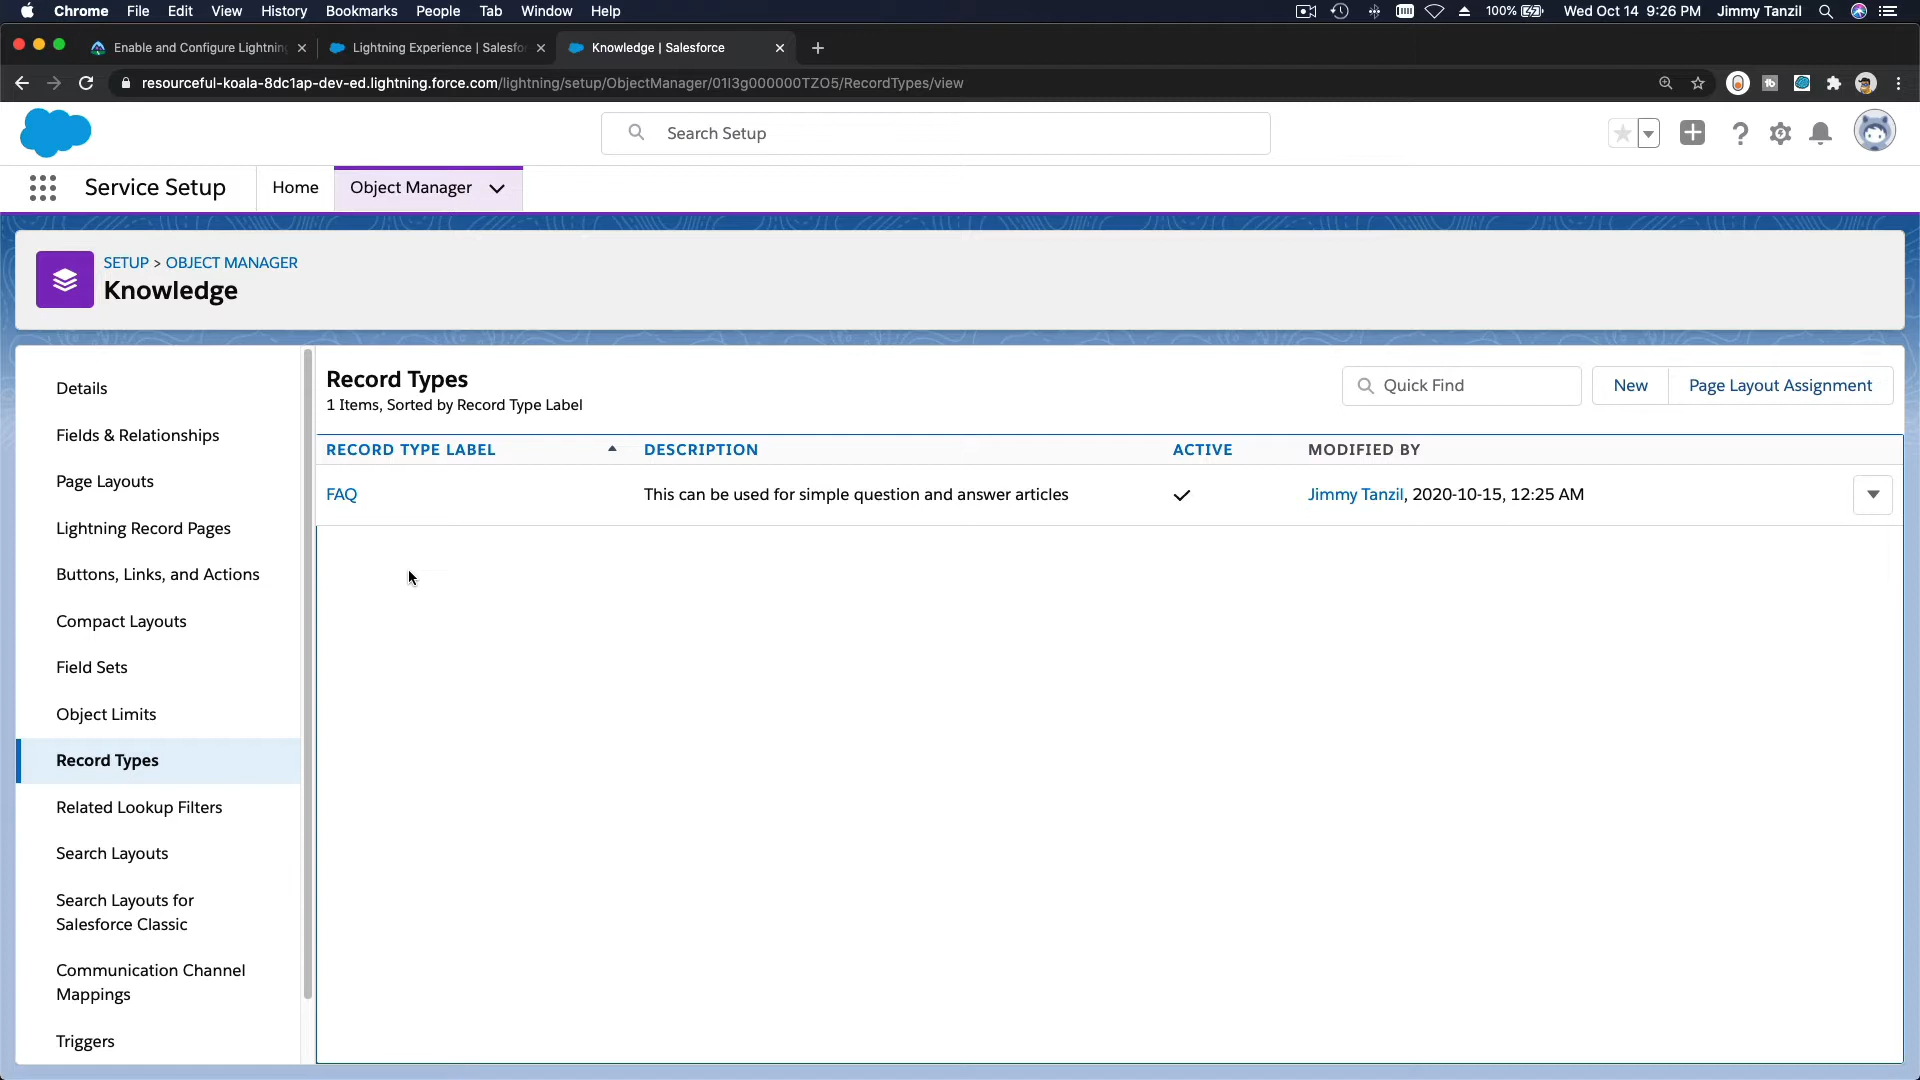 Chrome File Edit View History Bookmarks People Tab Window Help 100% Wed Oct 14 9:26 PM Jimmy Tanzil
Enable and Configure Lightning Lightning Experience | Salesfor Knowledge | Salesforce
resourceful-koala-8dc1ap-dev-ed.lightning.force.com/lightning/setup/ObjectManager/01I3g000000TZO5/RecordTypes/view
Search Setup
Service Setup Home Object Manager
SETUP > OBJECT MANAGER
Knowledge
Details
Fields & Relationships
Page Layouts
Lightning Record Pages
Buttons, Links, and Actions
Compact Layouts
Field Sets
Object Limits
Record Types
Related Lookup Filters
Search Layouts
Search Layouts for
Salesforce Classic
Communication Channel
Mappings
Triggers
Record Types
1 Items, Sorted by Record Type Label
Quick Find New Page Layout Assignment
RECORD TYPE LABEL DESCRIPTION ACTIVE MODIFIED BY
FAQ This can be used for simple question and answer articles Jimmy Tanzil, 2020-10-15, 12:25 AM